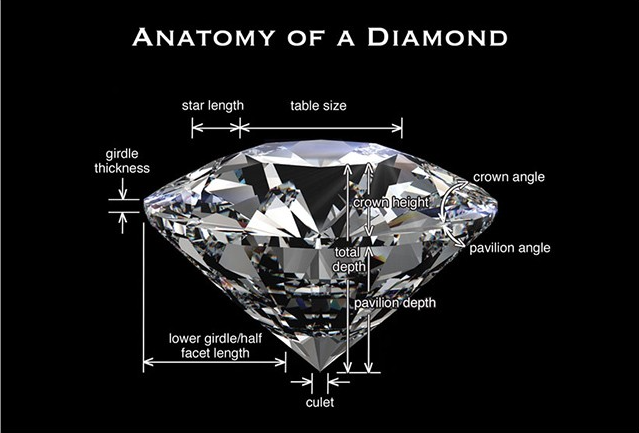 ANATOMY OF A DIAMOND
star length
table size
girdle
thickness
crown angle
crown height
pavilion angle
total
depth
pavilion depth
lower girdle/half
facet length
culet